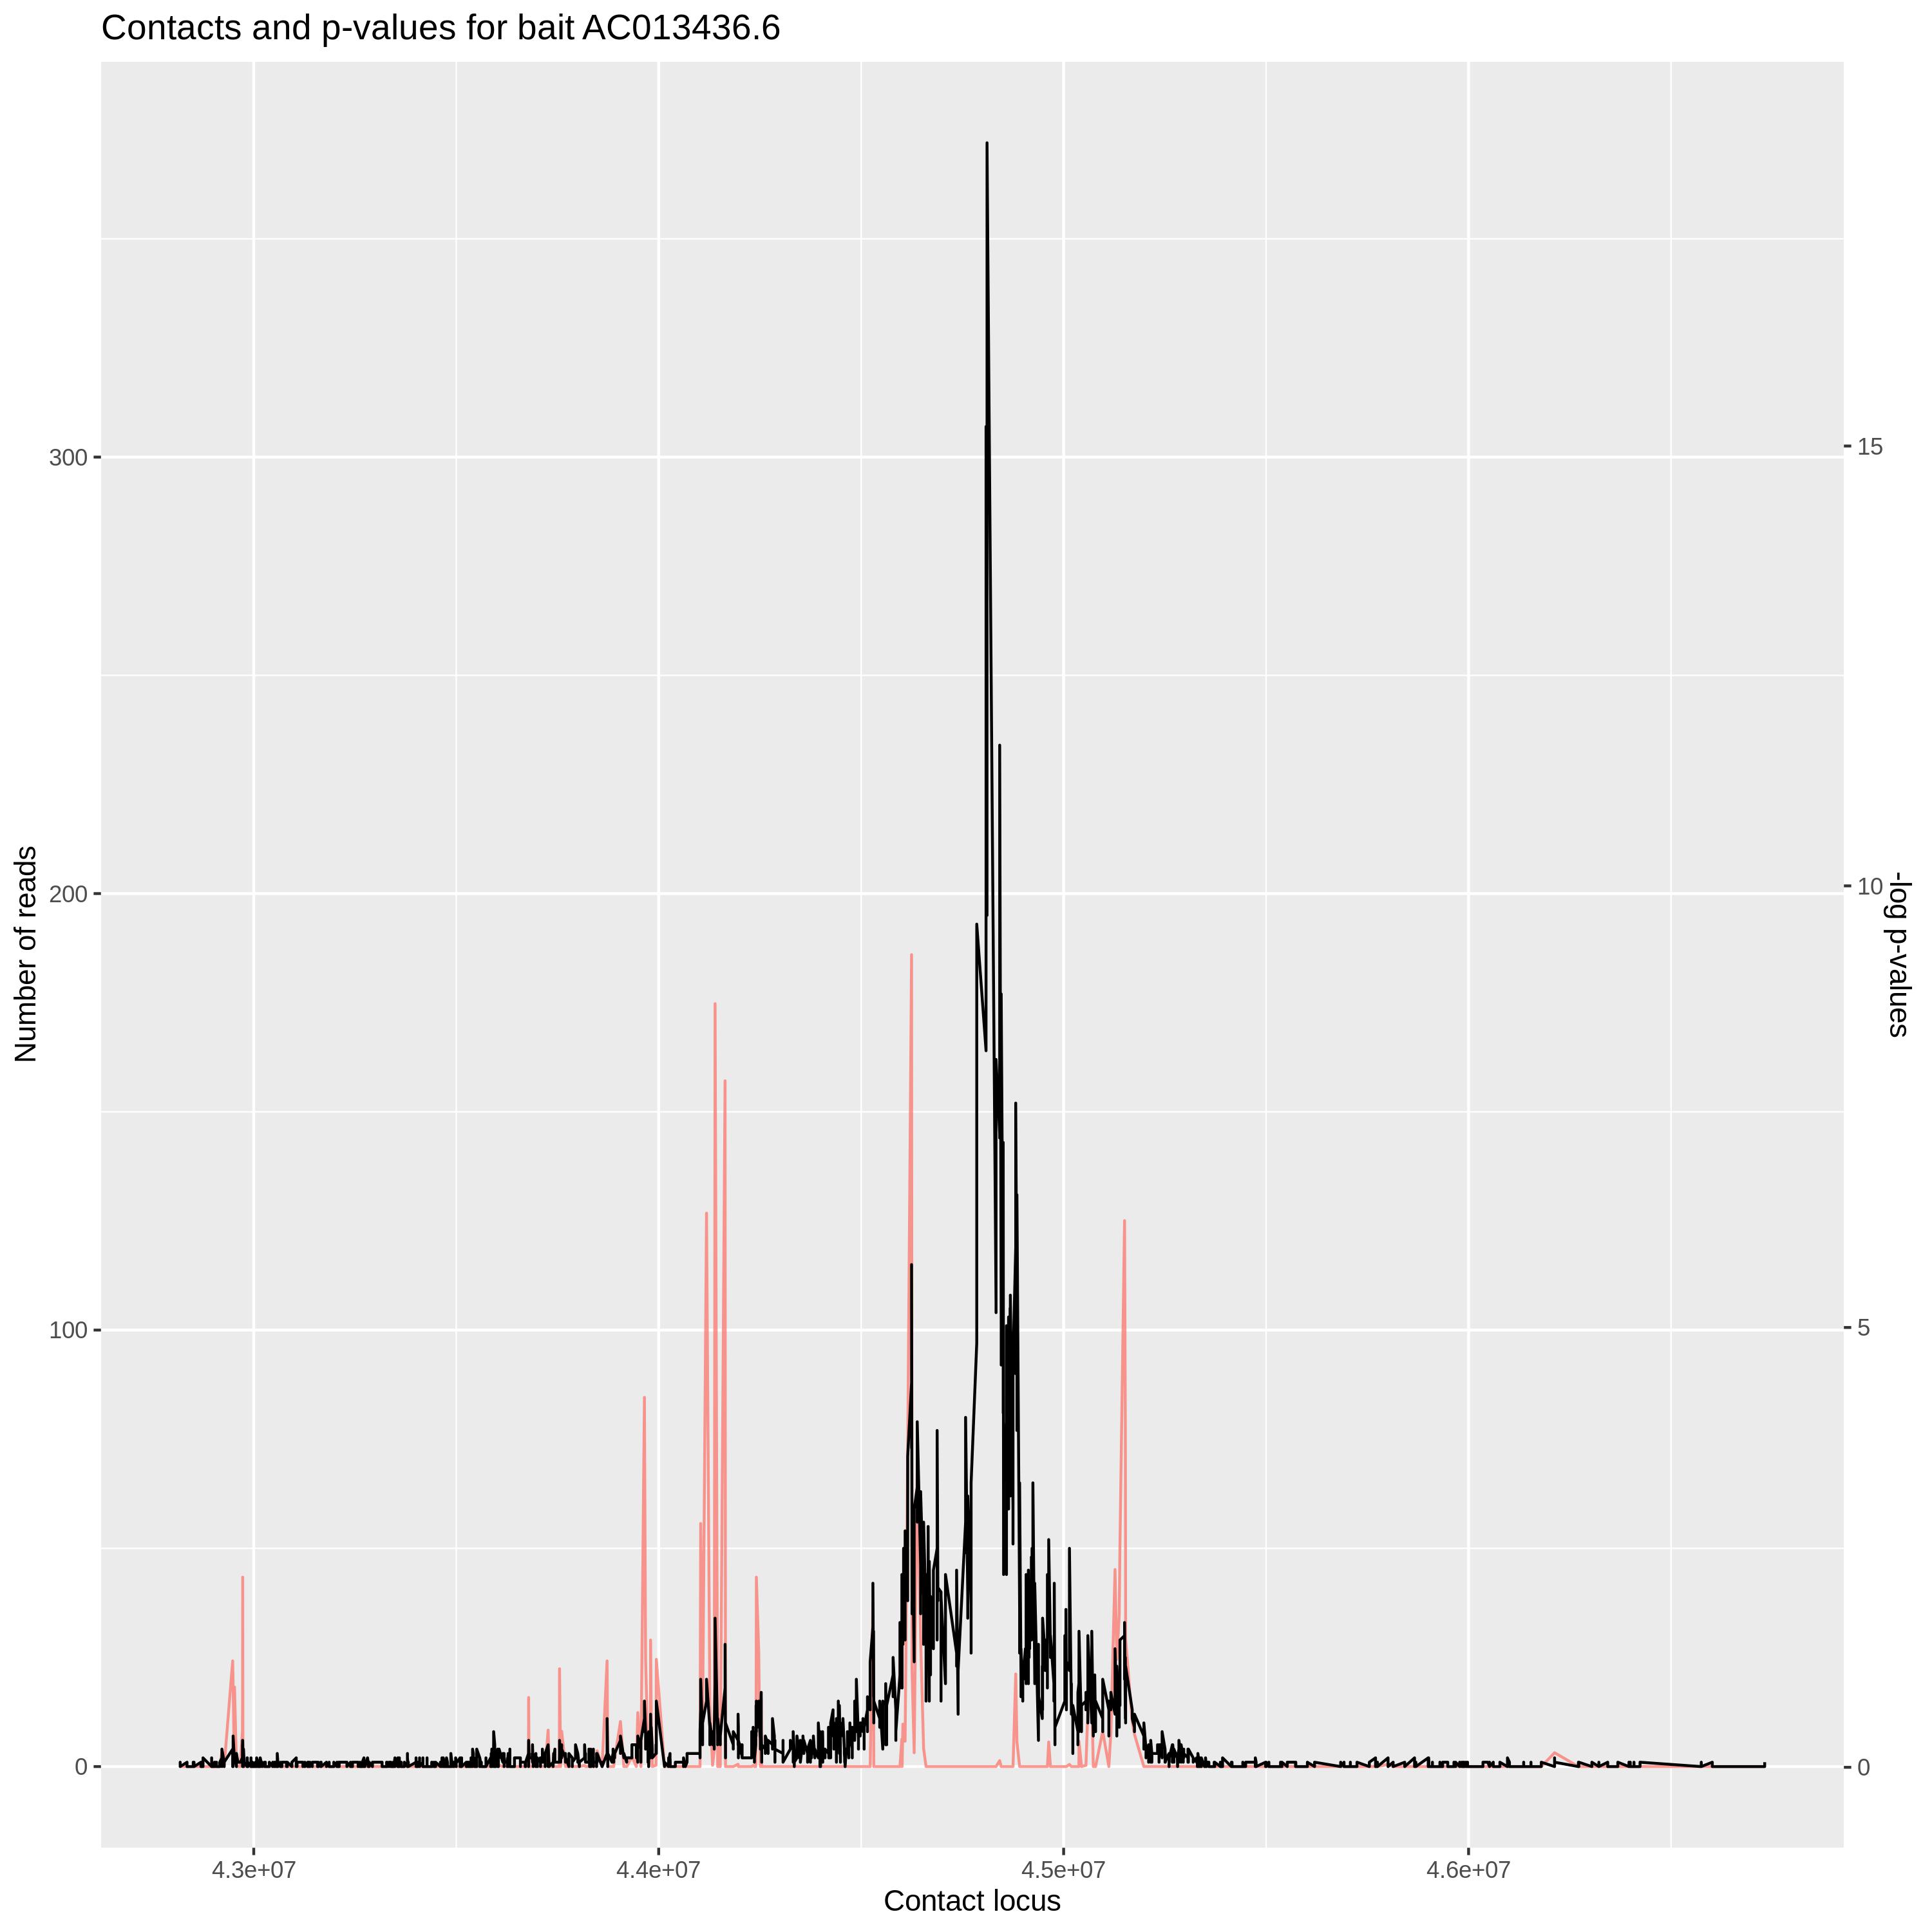 Contacts and p-values for bait AC013436.6
300
200
100
0
Number of reads
15
10
5
0
-log p-values
4.3e+07
4.4e+07
4.5e+07
4.6e+07
Contact locus